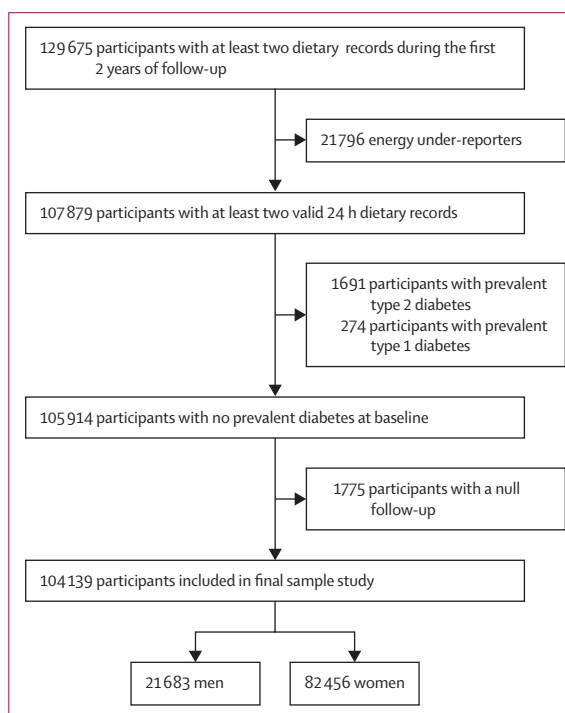 129 675 participants with at least two dietary records during the first
2 years of follow-up
21 796 energy under-reporters
107 879 participants with at least two valid 24 h dietary records
1691 participants with prevalent
type 2 diabetes
274 participants with prevalent
type 1 diabetes
105 914 participants with no prevalent diabetes at baseline
1775 participants with a null
follow-up
104 139 participants included in final sample study
21 683 men
82 456 women